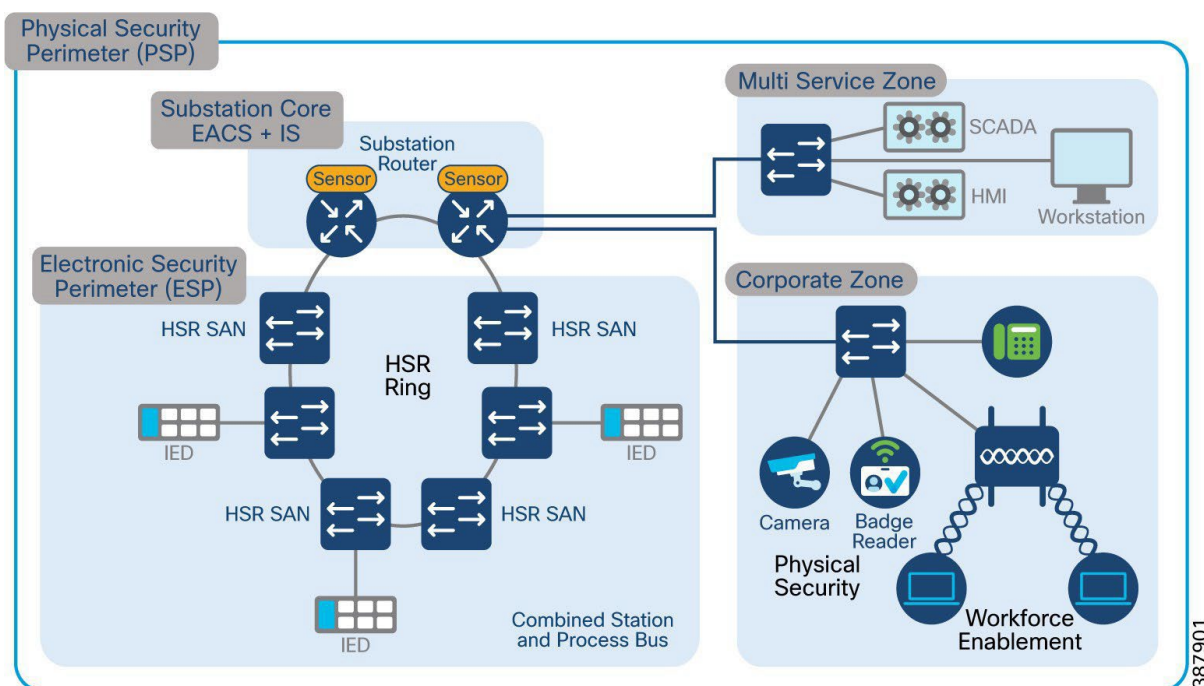 Physical Security
Perimeter (PSP)
Substation Core
EACS + IS
Substation
Router
Sensor
Sensor
Multi Service Zone
SCADA
HMI
Workstation
Electronic Security
Perimeter (ESP)
HSR SAN
HSR SAN
HSR
Ring
IED
IED
HSR SAN
HSR SAN
IED
Combined Station
and Process Bus
Corporate Zone
Camera
Badge
Reader
Physical
Security
Workforce
Enablement
387901